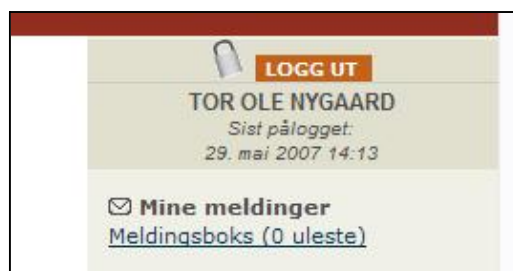 LOGG UT
TOR OLE NYGAARD
Sist pålogget:
29. mai 2007 14:13
Mine meldinger
Meldingsboks (0 uleste)